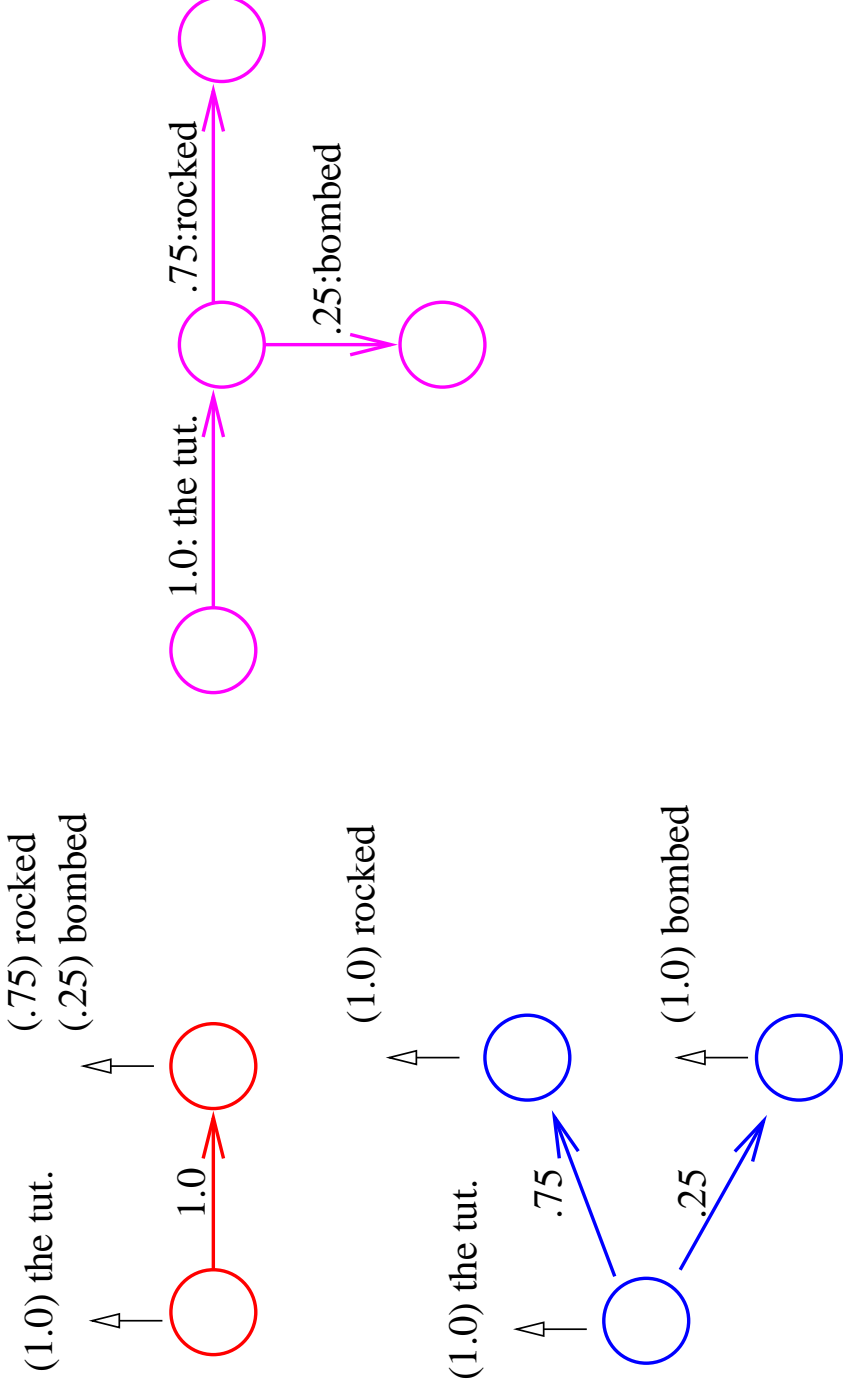 (1.0) the tut.
(.75) rocked
(.25) bombed
1.0
1.0: the tut.
.75:rocked
.25:bombed
(1.0) the tut.
(1.0) rocked
.75
.25
(1.0) bombed